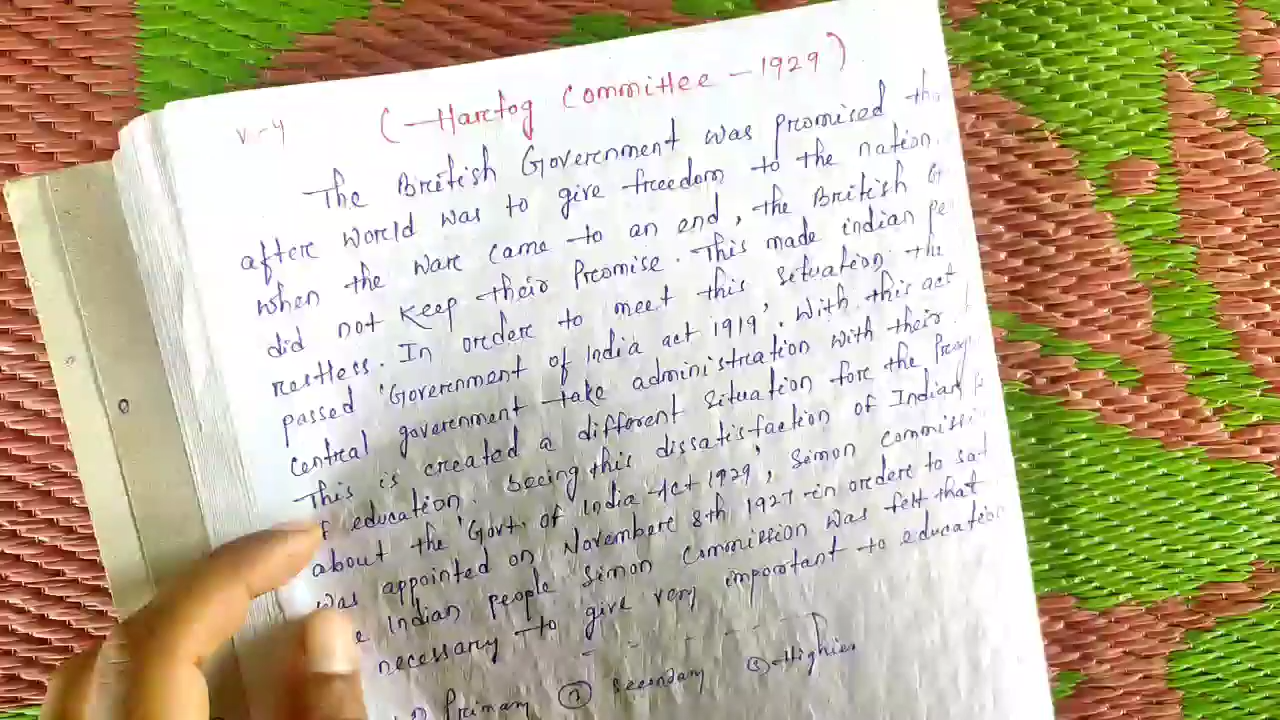 V-4
(Hartog Committee - 1929)
The British Government was promised
after World War to give freedom to the nation.
when the war came to an end, the British
did not keep their promise. This made indian
restless. In order to meet this situation. the
passed 'Government of India act 1919'. With this act
central government take administration with their
This is created a different situation for the
of education. Seeing this dissatisfaction of Indian
about the 'Govt. of India Act 1929', Simon
was appointed on November 8th 1927 in order to
Indian people Simon Commission was felt that
necessary to give very important to education
Primary (2) Secondary (3) Higher